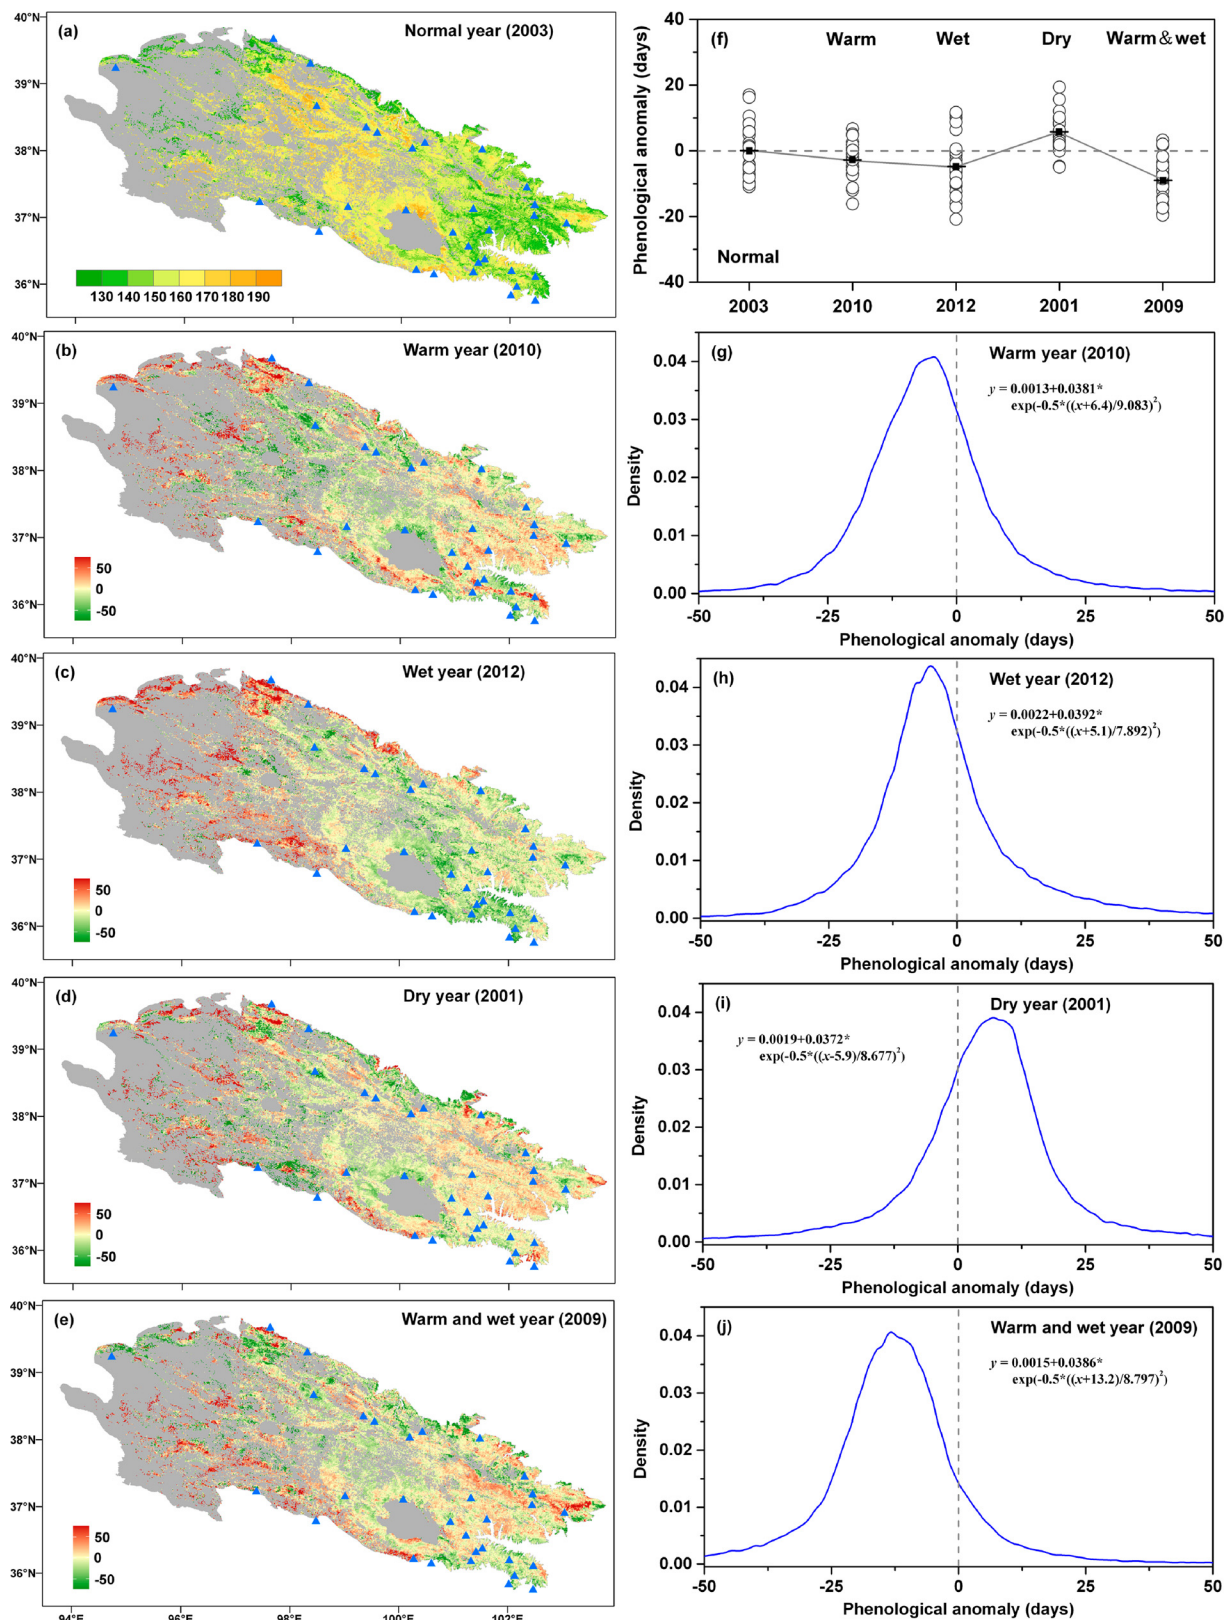 (a)
Normal year (2003)
40°N
39°N
38°N
37°N
36°N
130 140 150 160 170 180 190
(b)
Warm year (2010)
40°N
39°N
38°N
37°N
36°N
50
0
-50
(c)
Wet year (2012)
40°N
39°N
38°N
37°N
36°N
50
0
-50
(d)
Dry year (2001)
40°N
39°N
38°N
37°N
36°N
50
0
-50
(e)
Warm and wet year (2009)
40°N
39°N
38°N
37°N
36°N
50
0
-50
94°E 96°E 98°E 100°E 102°E
(f)
Warm Wet Dry Warm & wet
Normal
Phenological anomaly (days)
40
20
0
-20
-40
2003 2010 2012 2001 2009
(g)
Warm year (2010)
y = 0.0013+0.0381*
exp(-0.5*((x+6.4)/9.083)²)
Density
0.04
0.03
0.02
0.01
0.00
-50 -25 0 25 50
Phenological anomaly (days)
(h)
Wet year (2012)
y = 0.0022+0.0392*
exp(-0.5*((x+5.1)/7.892)²)
Density
0.04
0.03
0.02
0.01
0.00
-50 -25 0 25 50
Phenological anomaly (days)
(i)
Dry year (2001)
y = 0.0019+0.0372*
exp(-0.5*((x-5.9)/8.677)²)
Density
0.04
0.03
0.02
0.01
0.00
-50 -25 0 25 50
Phenological anomaly (days)
(j)
Warm and wet year (2009)
y = 0.0015+0.0386*
exp(-0.5*((x+13.2)/8.797)²)
Density
0.04
0.03
0.02
0.01
0.00
-50 -25 0 25 50
Phenological anomaly (days)